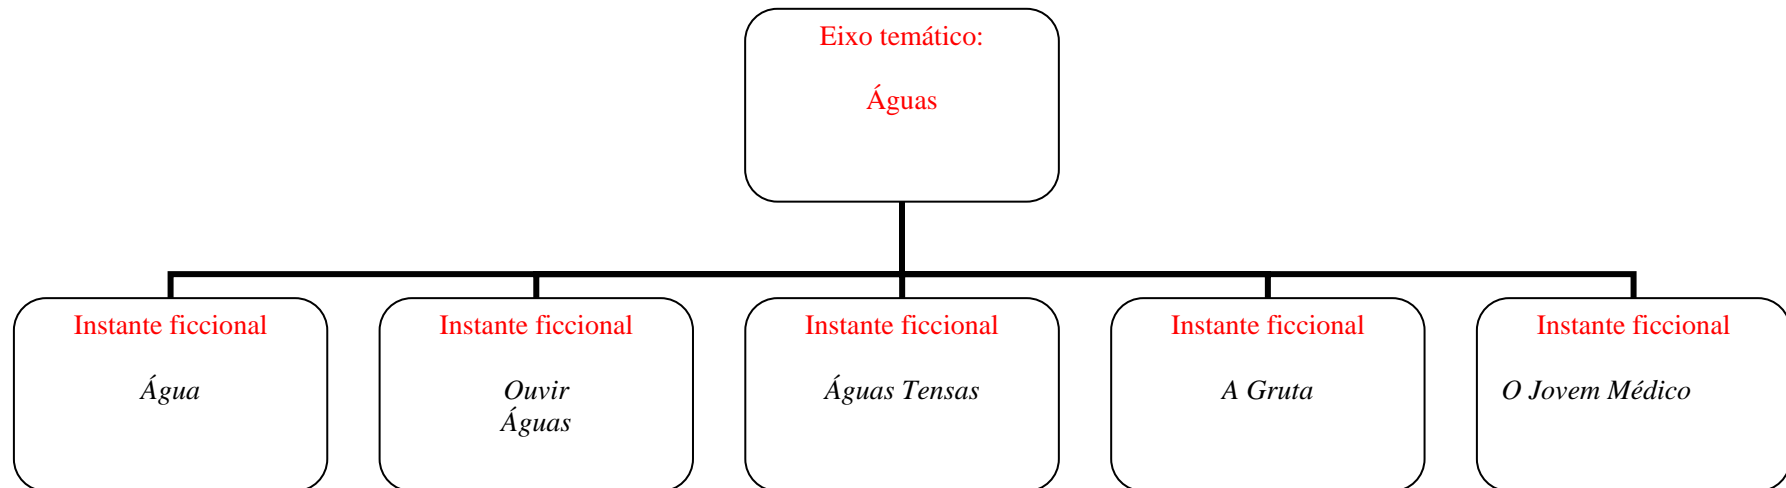 Eixo temático:
Águas
Instante ficcional
Água
Instante ficcional
Ouvir
Águas
Instante ficcional
Águas Tensas
Instante ficcional
A Gruta
Instante ficcional
O Jovem Médico